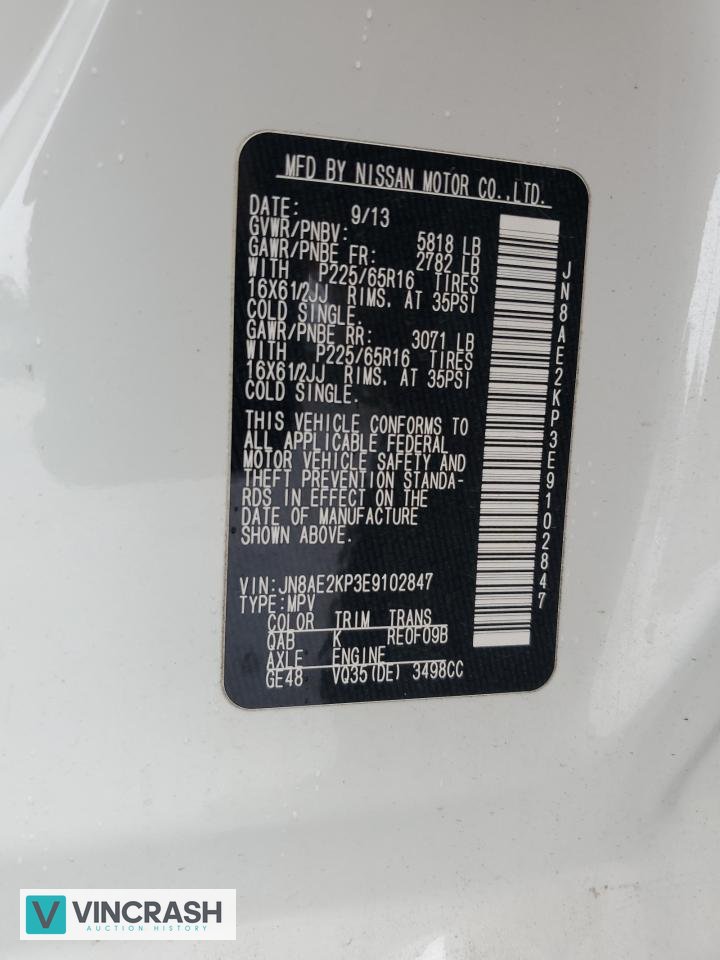 MFD BY NISSAN MOTOR CO.,LTD.
DATE: 9/13
GVWR/PNBV: 5818 LB
GAWR/PNBE FR: 2782 LB
WITH P225/65R16 TIRES
16X61/2JJ RIMS, AT 35PSI
COLD SINGLE.
GAWR/PNBE RR: 3071 LB
WITH P225/65R16 TIRES
16X61/2JJ RIMS, AT 35PSI
COLD SINGLE.
THIS VEHICLE CONFORMS TO
ALL APPLICABLE FEDERAL
MOTOR VEHICLE SAFETY AND
THEFT PREVENTION STANDA-
RDS IN EFFECT ON THE
DATE OF MANUFACTURE
SHOWN ABOVE.
VIN:JN8AE2KP3E9102847
TYPE:MPV
COLOR TRIM TRANS
QAB K RE0F09B
AXLE ENGINE
GE48 VQ35(DE) 3498CC
JN8AE2KP3E9102847
V VINCRASH
AUCTION HISTORY